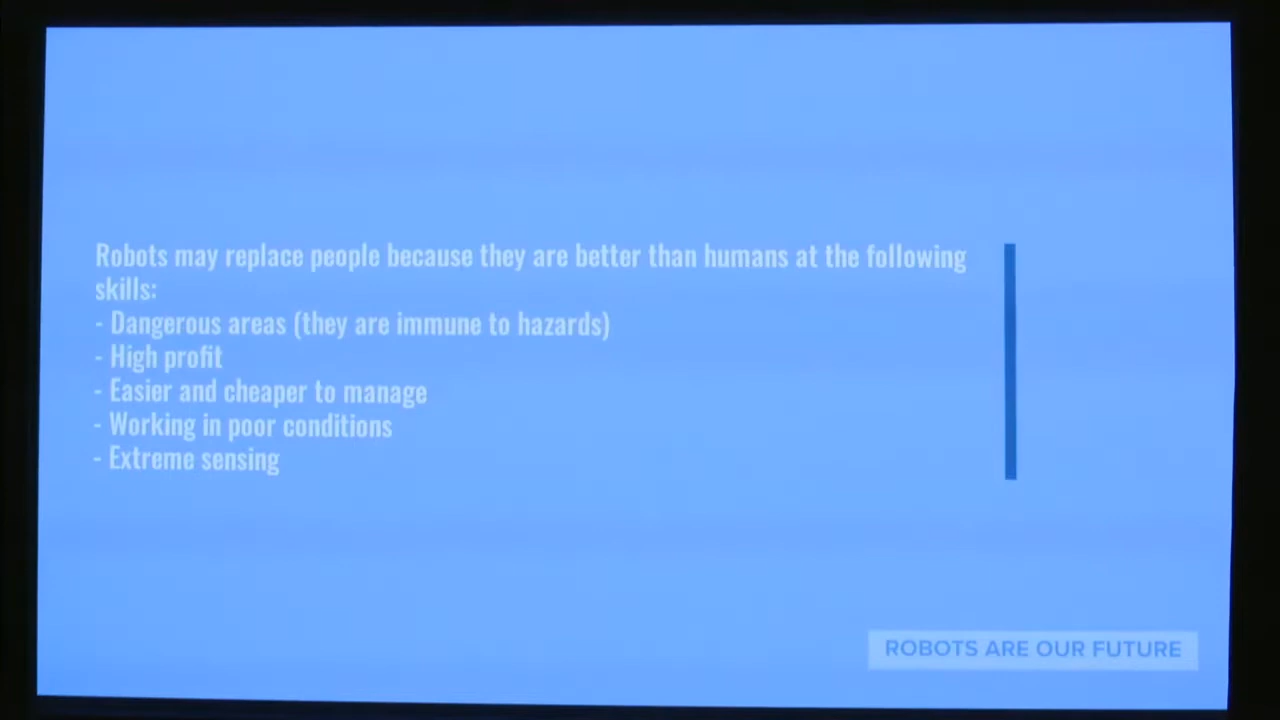 Robots may replace people because they are better than humans at the following
skills:
- Dangerous areas (they are immune to hazards)
- High profit
- Easier and cheaper to manage
- Working in poor conditions
- Extreme sensing
ROBOTS ARE OUR FUTURE